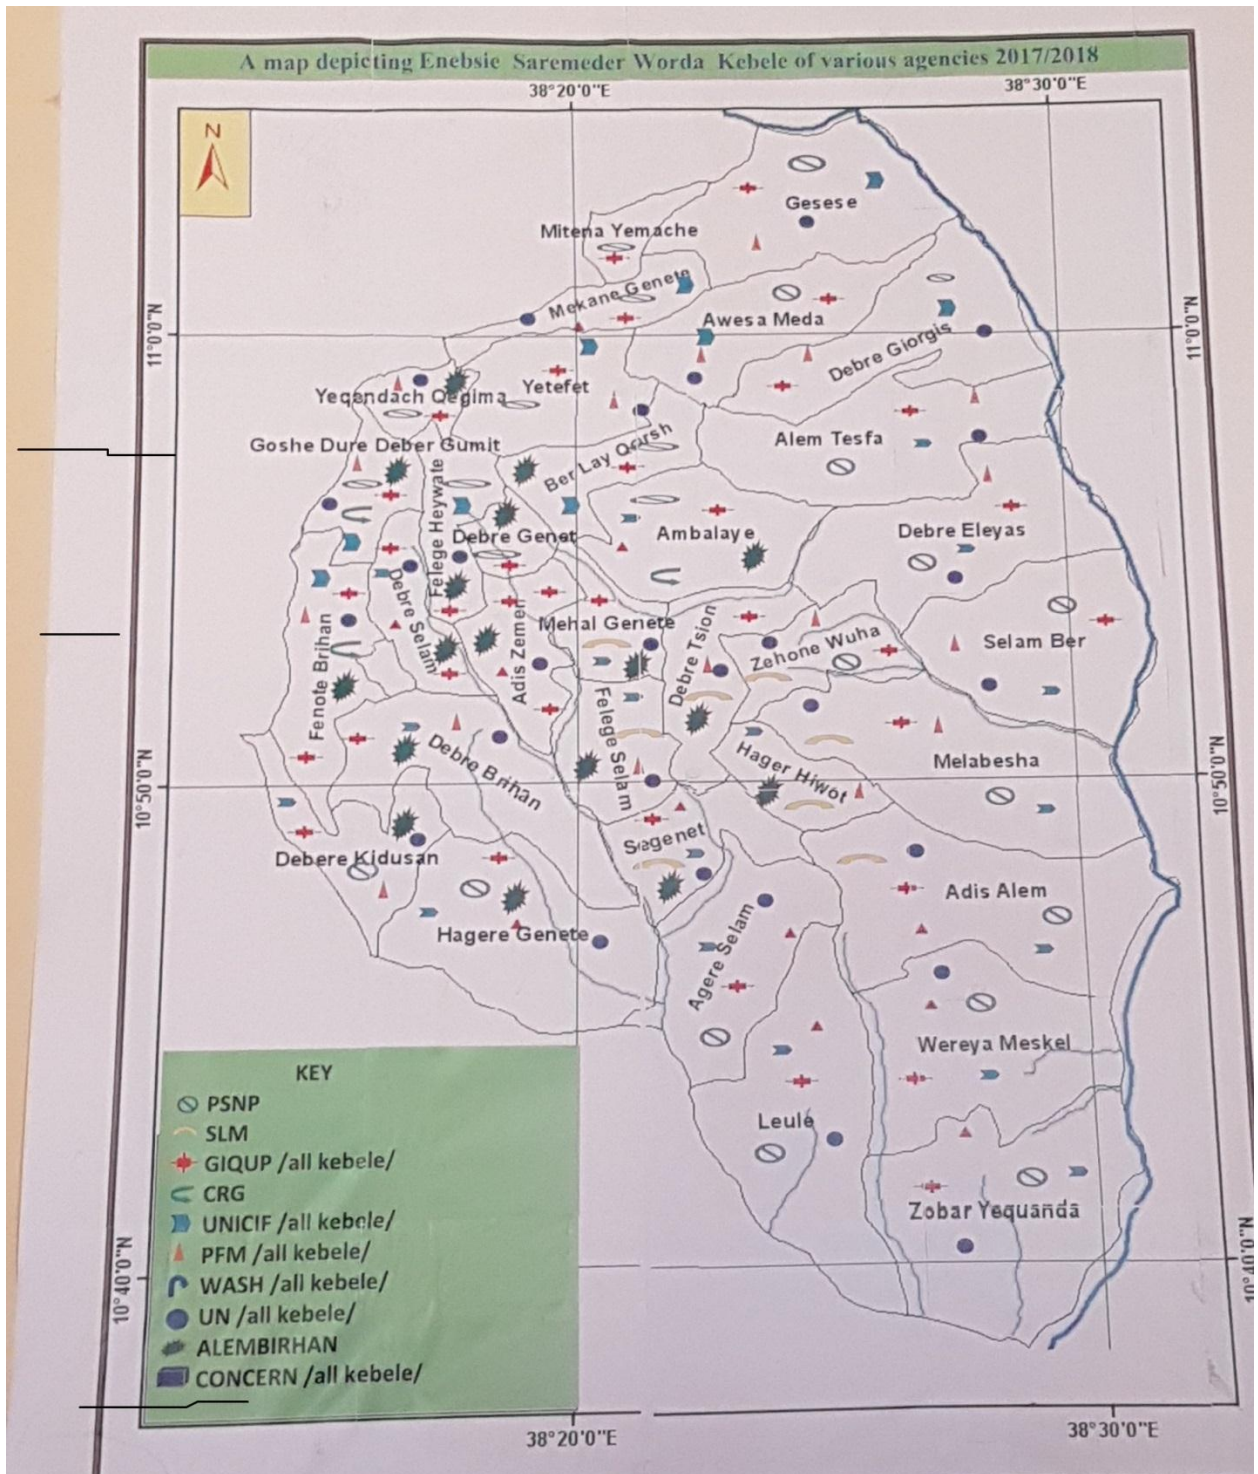 A map depicting Enebsie Saremeder Worda Kebele of various agencies 2017/2018
38°20'0"E
38°30'0"E
N
Gesese
Mitena Yemache
Mekane Genete
11°0'0"N
11°0'0"N
Awesa Meda
Debre Giorgis
Yeqendach Qegima
Yetefet
Goshe Dure Deber Gumit
Ber Lay Qorsh
Alem Tesfa
Felege Heywate
Debre Genet
Ambalaye
Debre Eleyas
Debre Selam
Adis Zemen
Mehal Genete
Debre Tsion
Zehone Wuha
Selam Ber
Fenote Brihan
Felege Selam
Debre Brihan
Hager Hiwot
Melabesha
10°50'0"N
10°50'0"N
Segenet
Debere Kidusan
Adis Alem
Hagere Genete
Agere Selam
Wereya Meskel
Leule
Zobar Yequanda
KEY
PSNP
SLM
GIQUP /all kebele/
CRG
UNICIF /all kebele/
PFM /all kebele/
WASH /all kebele/
UN /all kebele/
ALEMBIRHAN
CONCERN /all kebele/
10°40'0"N
10°40'0"N
38°20'0"E
38°30'0"E